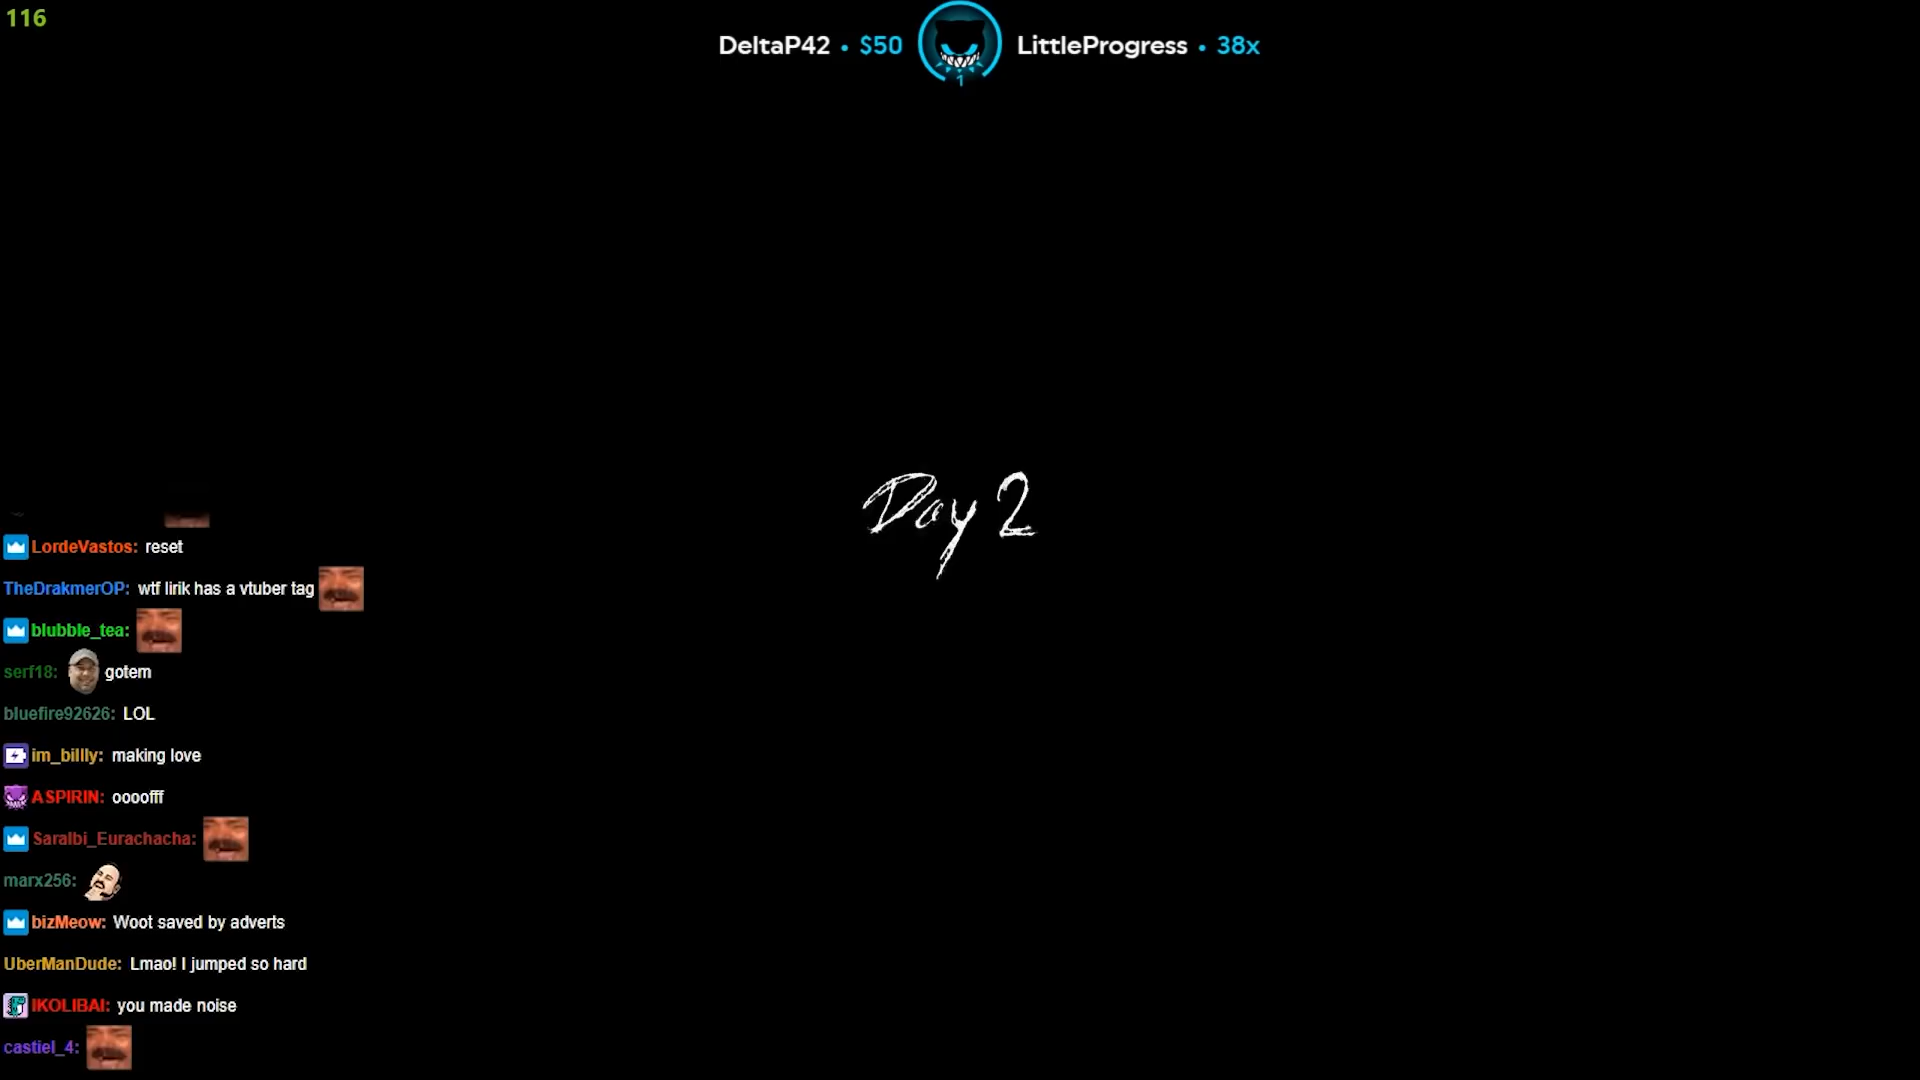 116
DeltaP42 • $50 1 LittleProgress • 38x
Day 2
LordeVastos: reset
TheDrakmerOP: wtf lirik has a vtuber tag
blubble_tea:
serf18: gotem
bluefire92626: LOL
im_billly: making love
ASPIRIN: oooofff
Saralbi_Eurachacha:
marx256:
bizMeow: Woot saved by adverts
UberManDude: Lmao! I jumped so hard
IKOLIBAI: you made noise
castiel_4: